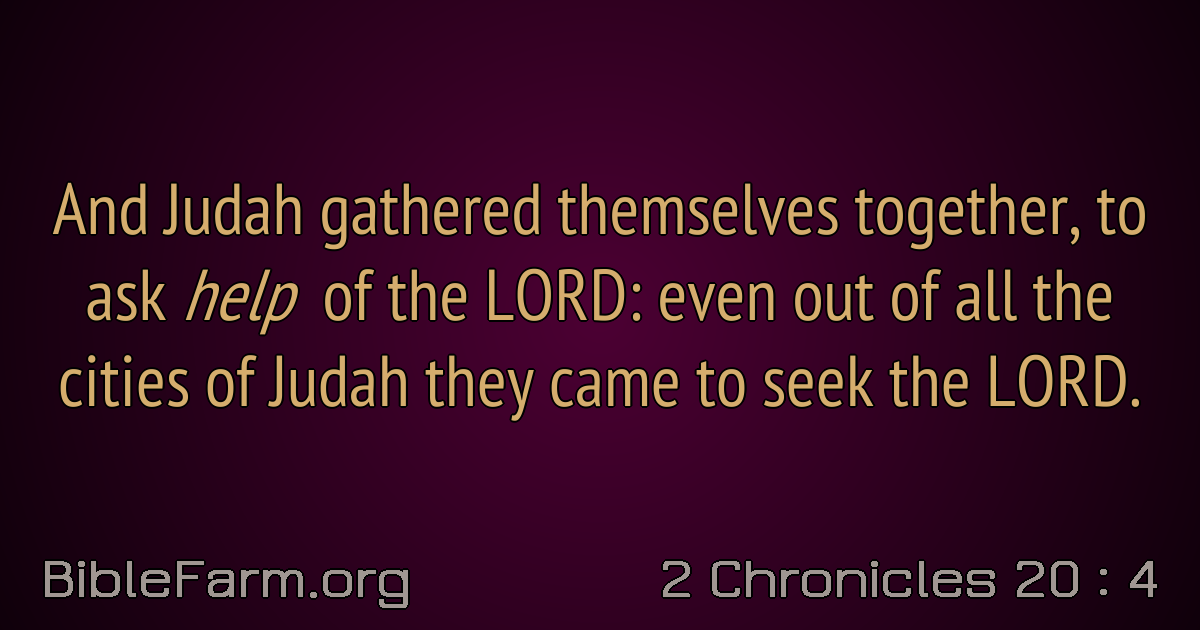 And Judah gathered themselves together, to
ask help of the LORD: even out of all the
cities of Judah they came to seek the LORD.
BibleFarm.org
2 Chronicles 20 : 4